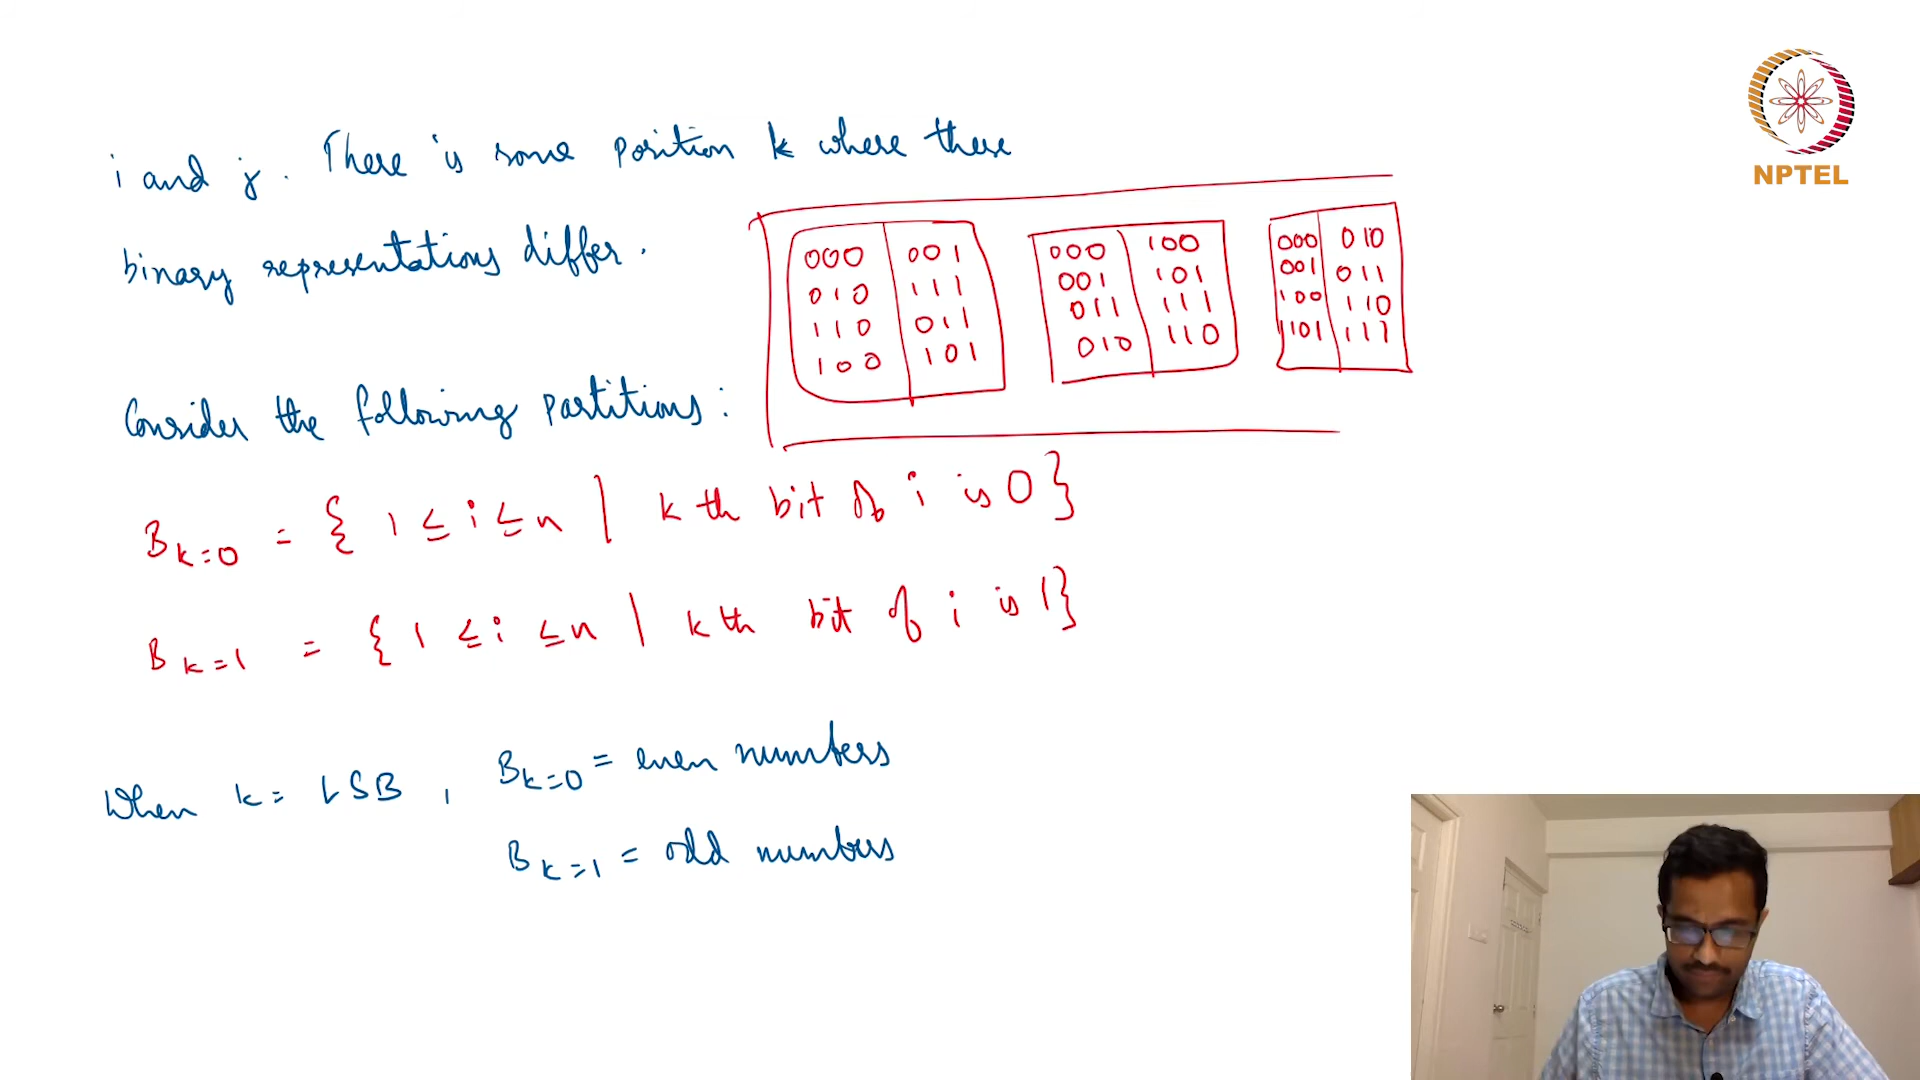 i and j. There is some position k where these
binary representations differ.
000 001
010 111
110 011
100 101
000 100
001 101
011 111
010 110
000 010
001 011
100 110
101 111
Consider the following partitions:
B_{k=0} = { 1 ≤ i ≤ n | k th bit of i is 0}
B_{k=1} = { 1 ≤ i ≤ n | k th bit of i is 1}
When k = LSB, B_{k=0} = even numbers
B_{k=1} = odd numbers
NPTEL